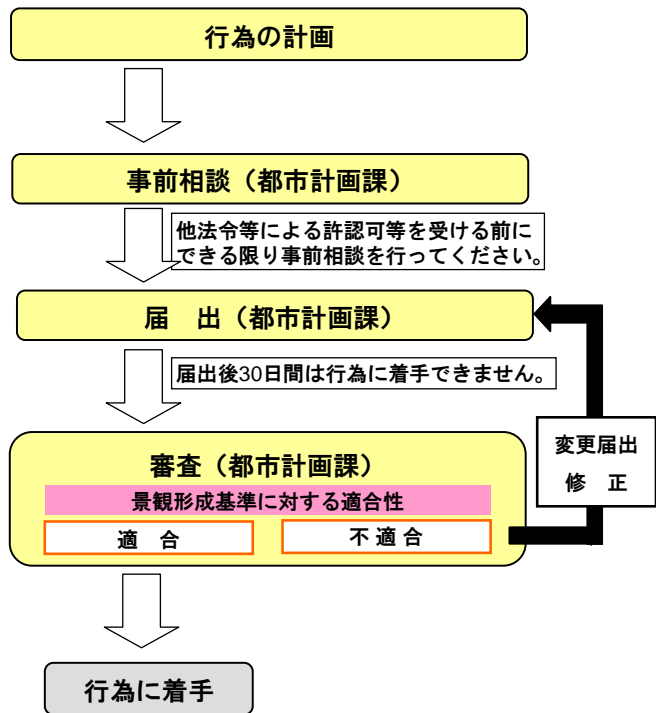 行為の計画
事前相談（都市計画課）
他法令等による許認可等を受ける前に
できる限り事前相談を行ってください。
届　出（都市計画課）
届出後30日間は行為に着手できません。
審査（都市計画課）
景観形成基準に対する適合性
適　合
不適合
変更届出
修　正
行為に着手